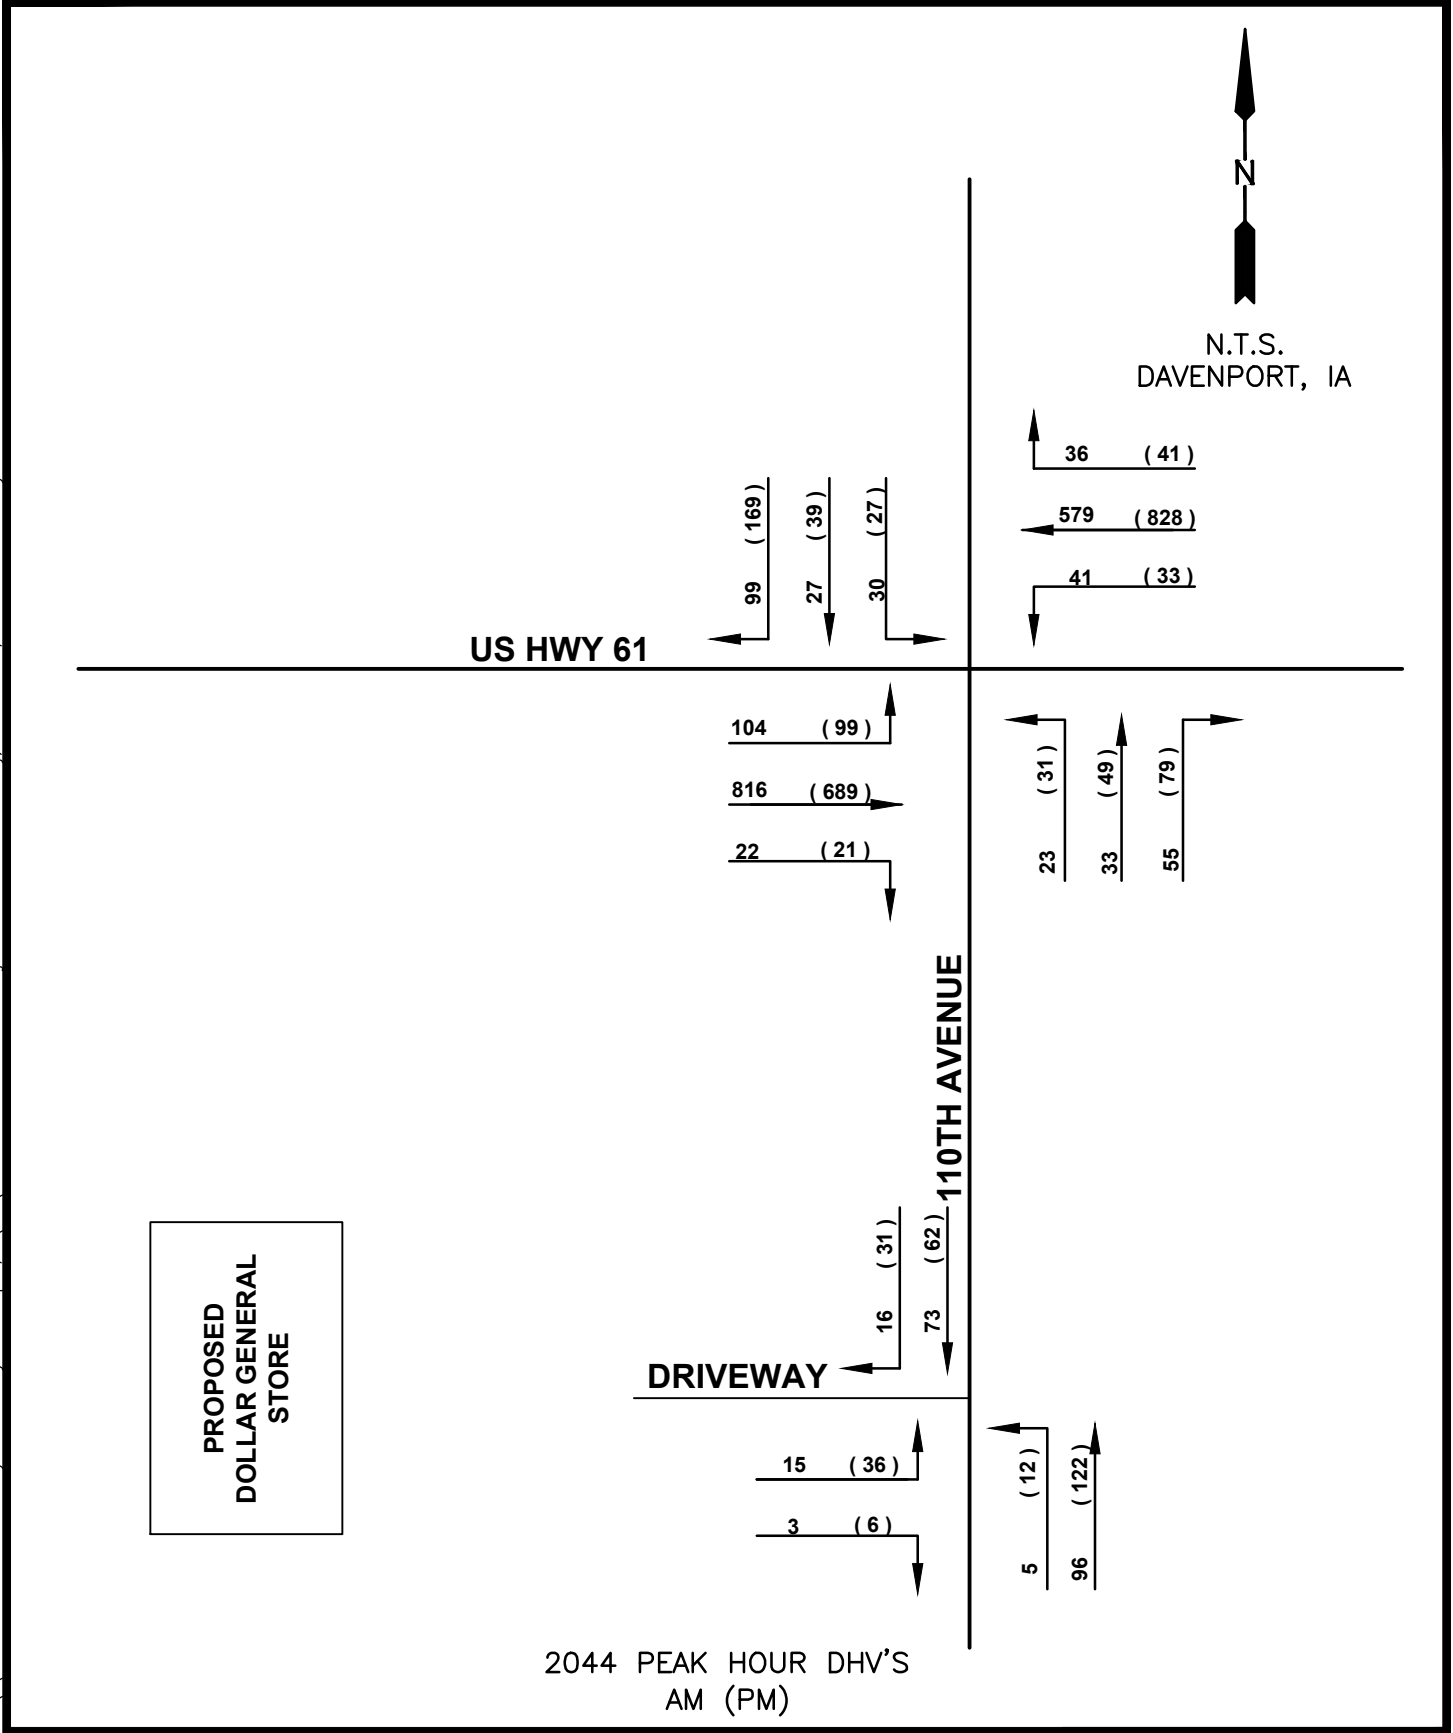 N
N.T.S.
DAVENPORT, IA
36 ( 41 )
579 ( 828 )
41 ( 33 )
99 ( 169 )
27 ( 39 )
30 ( 27 )
US HWY 61
104 ( 99 )
816 ( 689 )
22 ( 21 )
23 ( 31 )
33 ( 49 )
55 ( 79 )
110TH AVENUE
16 ( 31 )
73 ( 62 )
PROPOSED
DOLLAR GENERAL
STORE
DRIVEWAY
15 ( 36 )
3 ( 6 )
5 ( 12 )
96 ( 122 )
2044 PEAK HOUR DHV'S
AM (PM)